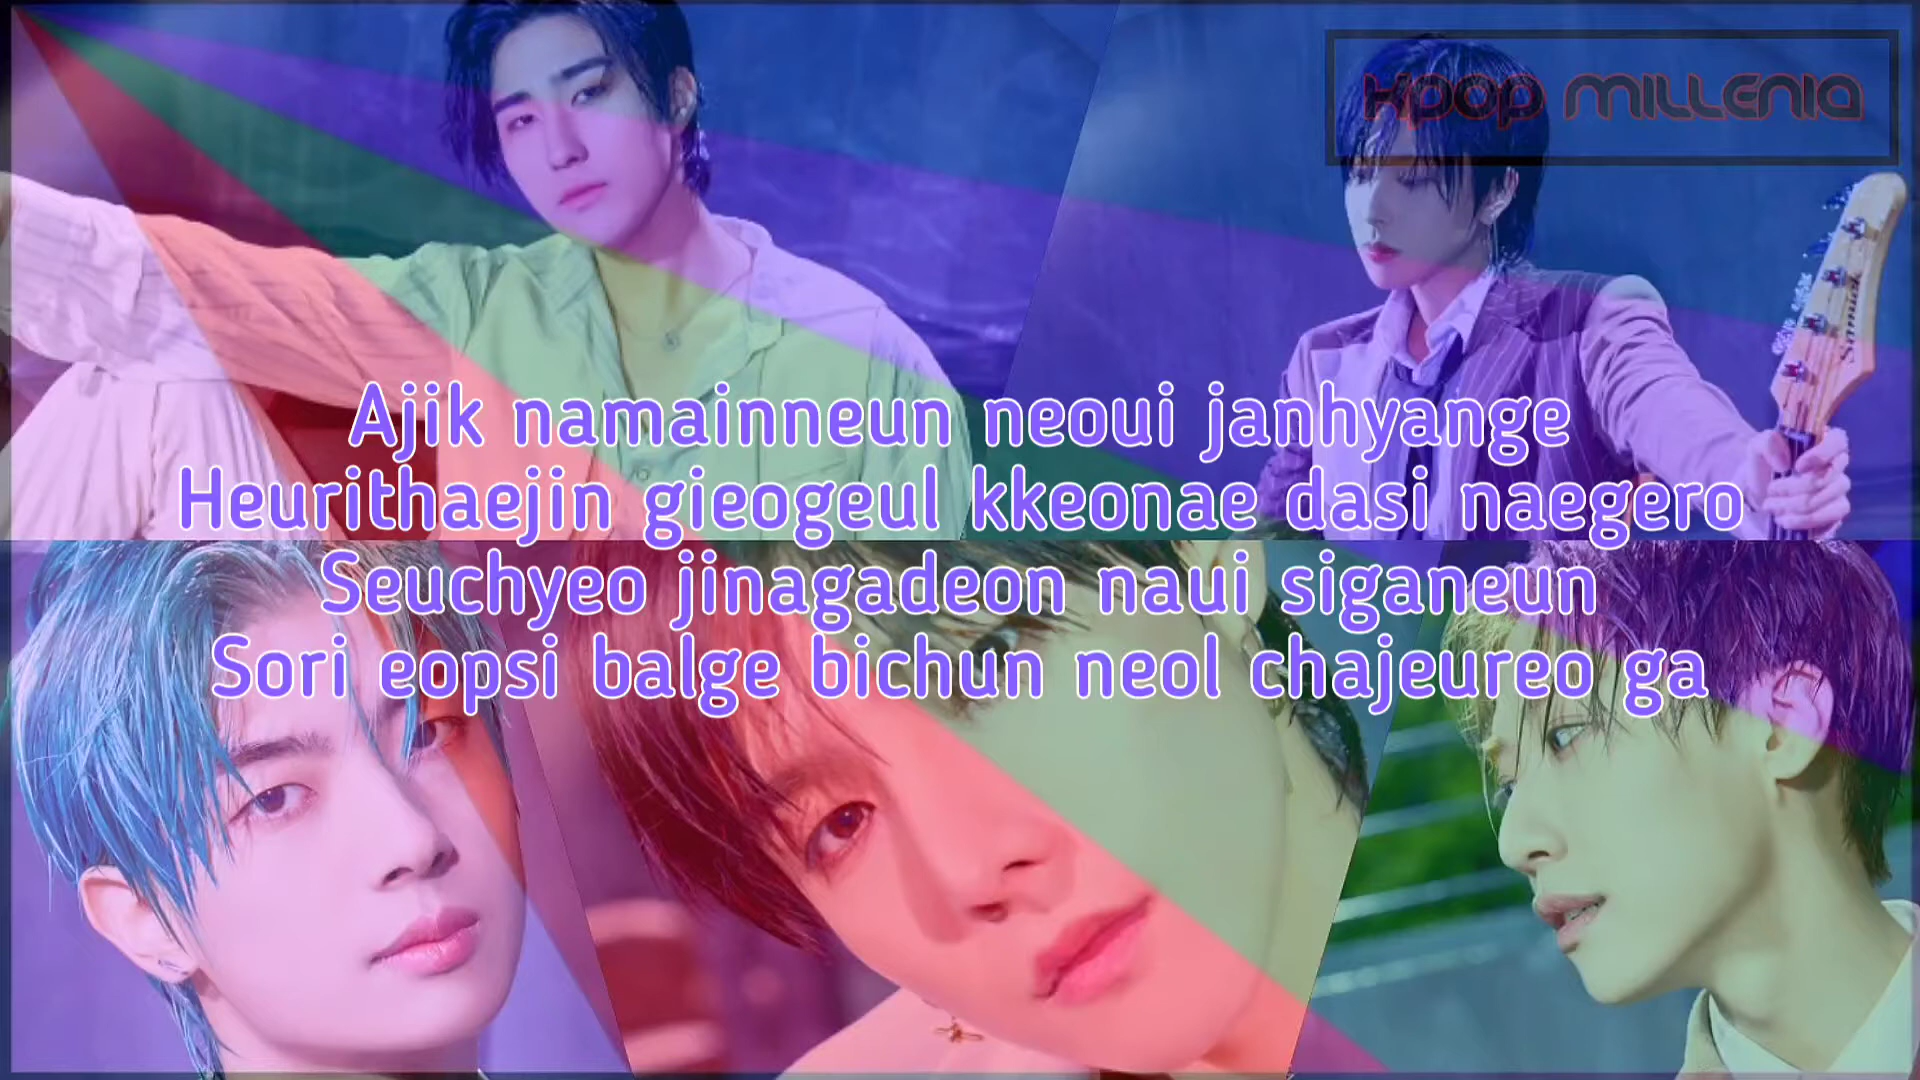 KPOP MILLENIA
Samick
Ajik namainneun neoui janhyange
Heurithaejin gieogeul kkeonae dasi naegero
Seuchyeo jinagadeon naui siganeun
Sori eopsi balge bichun neol chajeureo ga